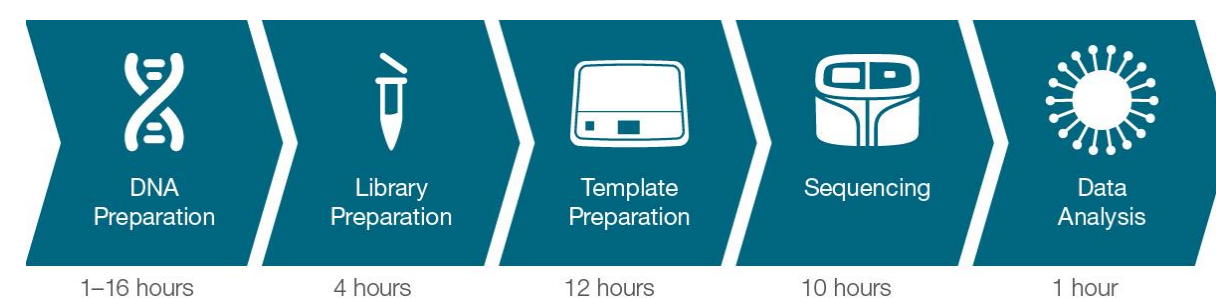 DNA
Preparation
Library
Preparation
Template
Preparation
Sequencing
Data
Analysis
1–16 hours
4 hours
12 hours
10 hours
1 hour